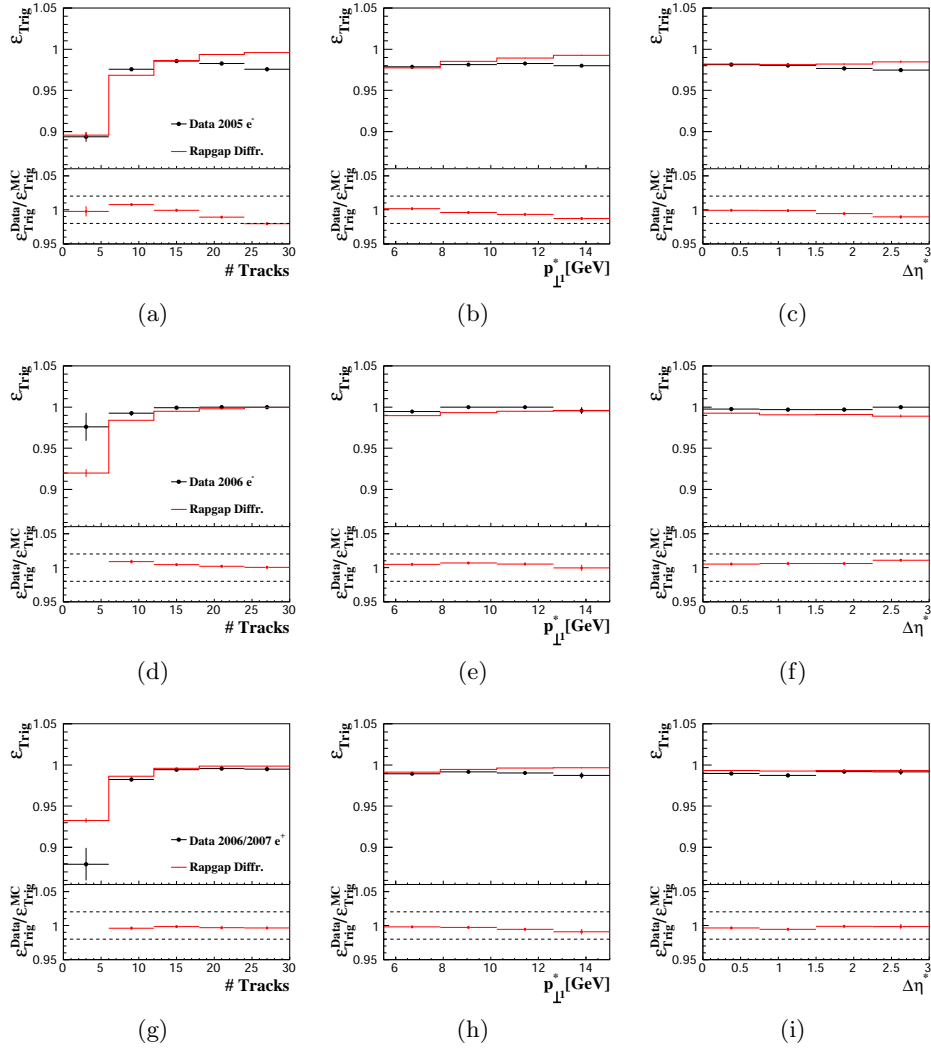 ε_Trig 1.05 1 0.95 0.9
Data 2005 e⁻
Rapgap Diffr.
ε_Trig^Data/ε_Trig^MC 1.05 1 0.95
0 5 10 15 20 25 30
# Tracks
(a)
ε_Trig 1.05 1 0.95 0.9
ε_Trig^Data/ε_Trig^MC 1.05 1 0.95
6 8 10 12 14
p*_⊥1 [GeV]
(b)
ε_Trig 1.05 1 0.95 0.9
ε_Trig^Data/ε_Trig^MC 1.05 1 0.95
0 0.5 1 1.5 2 2.5 3
Δη*
(c)
ε_Trig 1.05 1 0.95 0.9
Data 2006 e⁻
Rapgap Diffr.
ε_Trig^Data/ε_Trig^MC 1.05 1 0.95
0 5 10 15 20 25 30
# Tracks
(d)
ε_Trig 1.05 1 0.95 0.9
ε_Trig^Data/ε_Trig^MC 1.05 1 0.95
6 8 10 12 14
p*_⊥1 [GeV]
(e)
ε_Trig 1.05 1 0.95 0.9
ε_Trig^Data/ε_Trig^MC 1.05 1 0.95
0 0.5 1 1.5 2 2.5 3
Δη*
(f)
ε_Trig 1.05 1 0.95 0.9
Data 2006/2007 e⁺
Rapgap Diffr.
ε_Trig^Data/ε_Trig^MC 1.05 1 0.95
0 5 10 15 20 25 30
# Tracks
(g)
ε_Trig 1.05 1 0.95 0.9
ε_Trig^Data/ε_Trig^MC 1.05 1 0.95
6 8 10 12 14
p*_⊥1 [GeV]
(h)
ε_Trig 1.05 1 0.95 0.9
ε_Trig^Data/ε_Trig^MC 1.05 1 0.95
0 0.5 1 1.5 2 2.5 3
Δη*
(i)